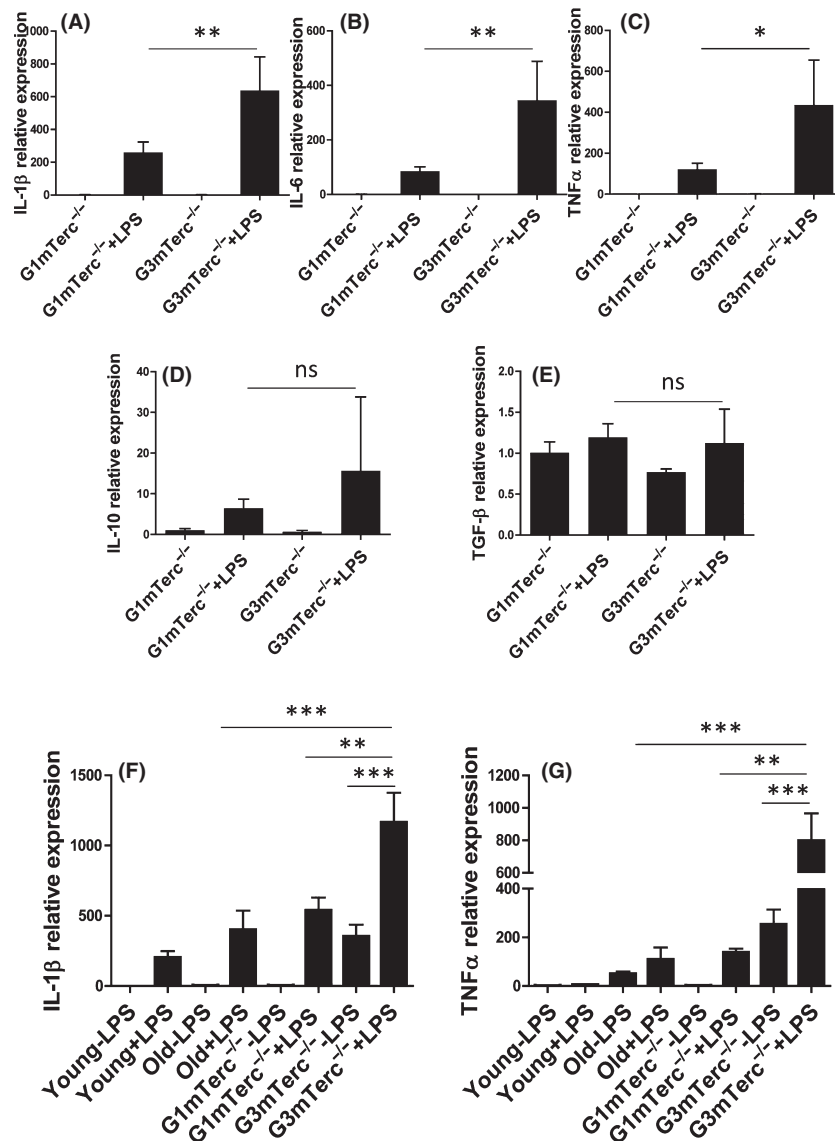 (A)
**
IL-1β relative expression
1000
800
600
400
200
0
G1mTerc−/−
G1mTerc−/−+LPS
G3mTerc−/−
G3mTerc−/−+LPS
(B)
**
IL-6 relative expression
600
400
200
0
G1mTerc−/−
G1mTerc−/−+LPS
G3mTerc−/−
G3mTerc−/−+LPS
(C)
*
TNFα relative expression
800
600
400
200
0
G1mTerc−/−
G1mTerc−/−+LPS
G3mTerc−/−
G3mTerc−/−+LPS
(D)
ns
IL-10 relative expression
40
30
20
10
0
G1mTerc−/−
G1mTerc−/−+LPS
G3mTerc−/−
G3mTerc−/−+LPS
(E)
ns
TGF-β relative expression
2.0
1.5
1.0
0.5
0.0
G1mTerc−/−
G1mTerc−/−+LPS
G3mTerc−/−
G3mTerc−/−+LPS
(F)
***
**
***
IL-1β relative expression
1500
1000
500
0
Young-LPS
Young+LPS
Old-LPS
Old+LPS
G1mTerc−/−-LPS
G1mTerc−/−+LPS
G3mTerc−/−-LPS
G3mTerc−/−+LPS
(G)
***
**
***
TNFα relative expression
1200
1000
800
600
400
200
0
Young-LPS
Young+LPS
Old-LPS
Old+LPS
G1mTerc−/−-LPS
G1mTerc−/−+LPS
G3mTerc−/−-LPS
G3mTerc−/−+LPS